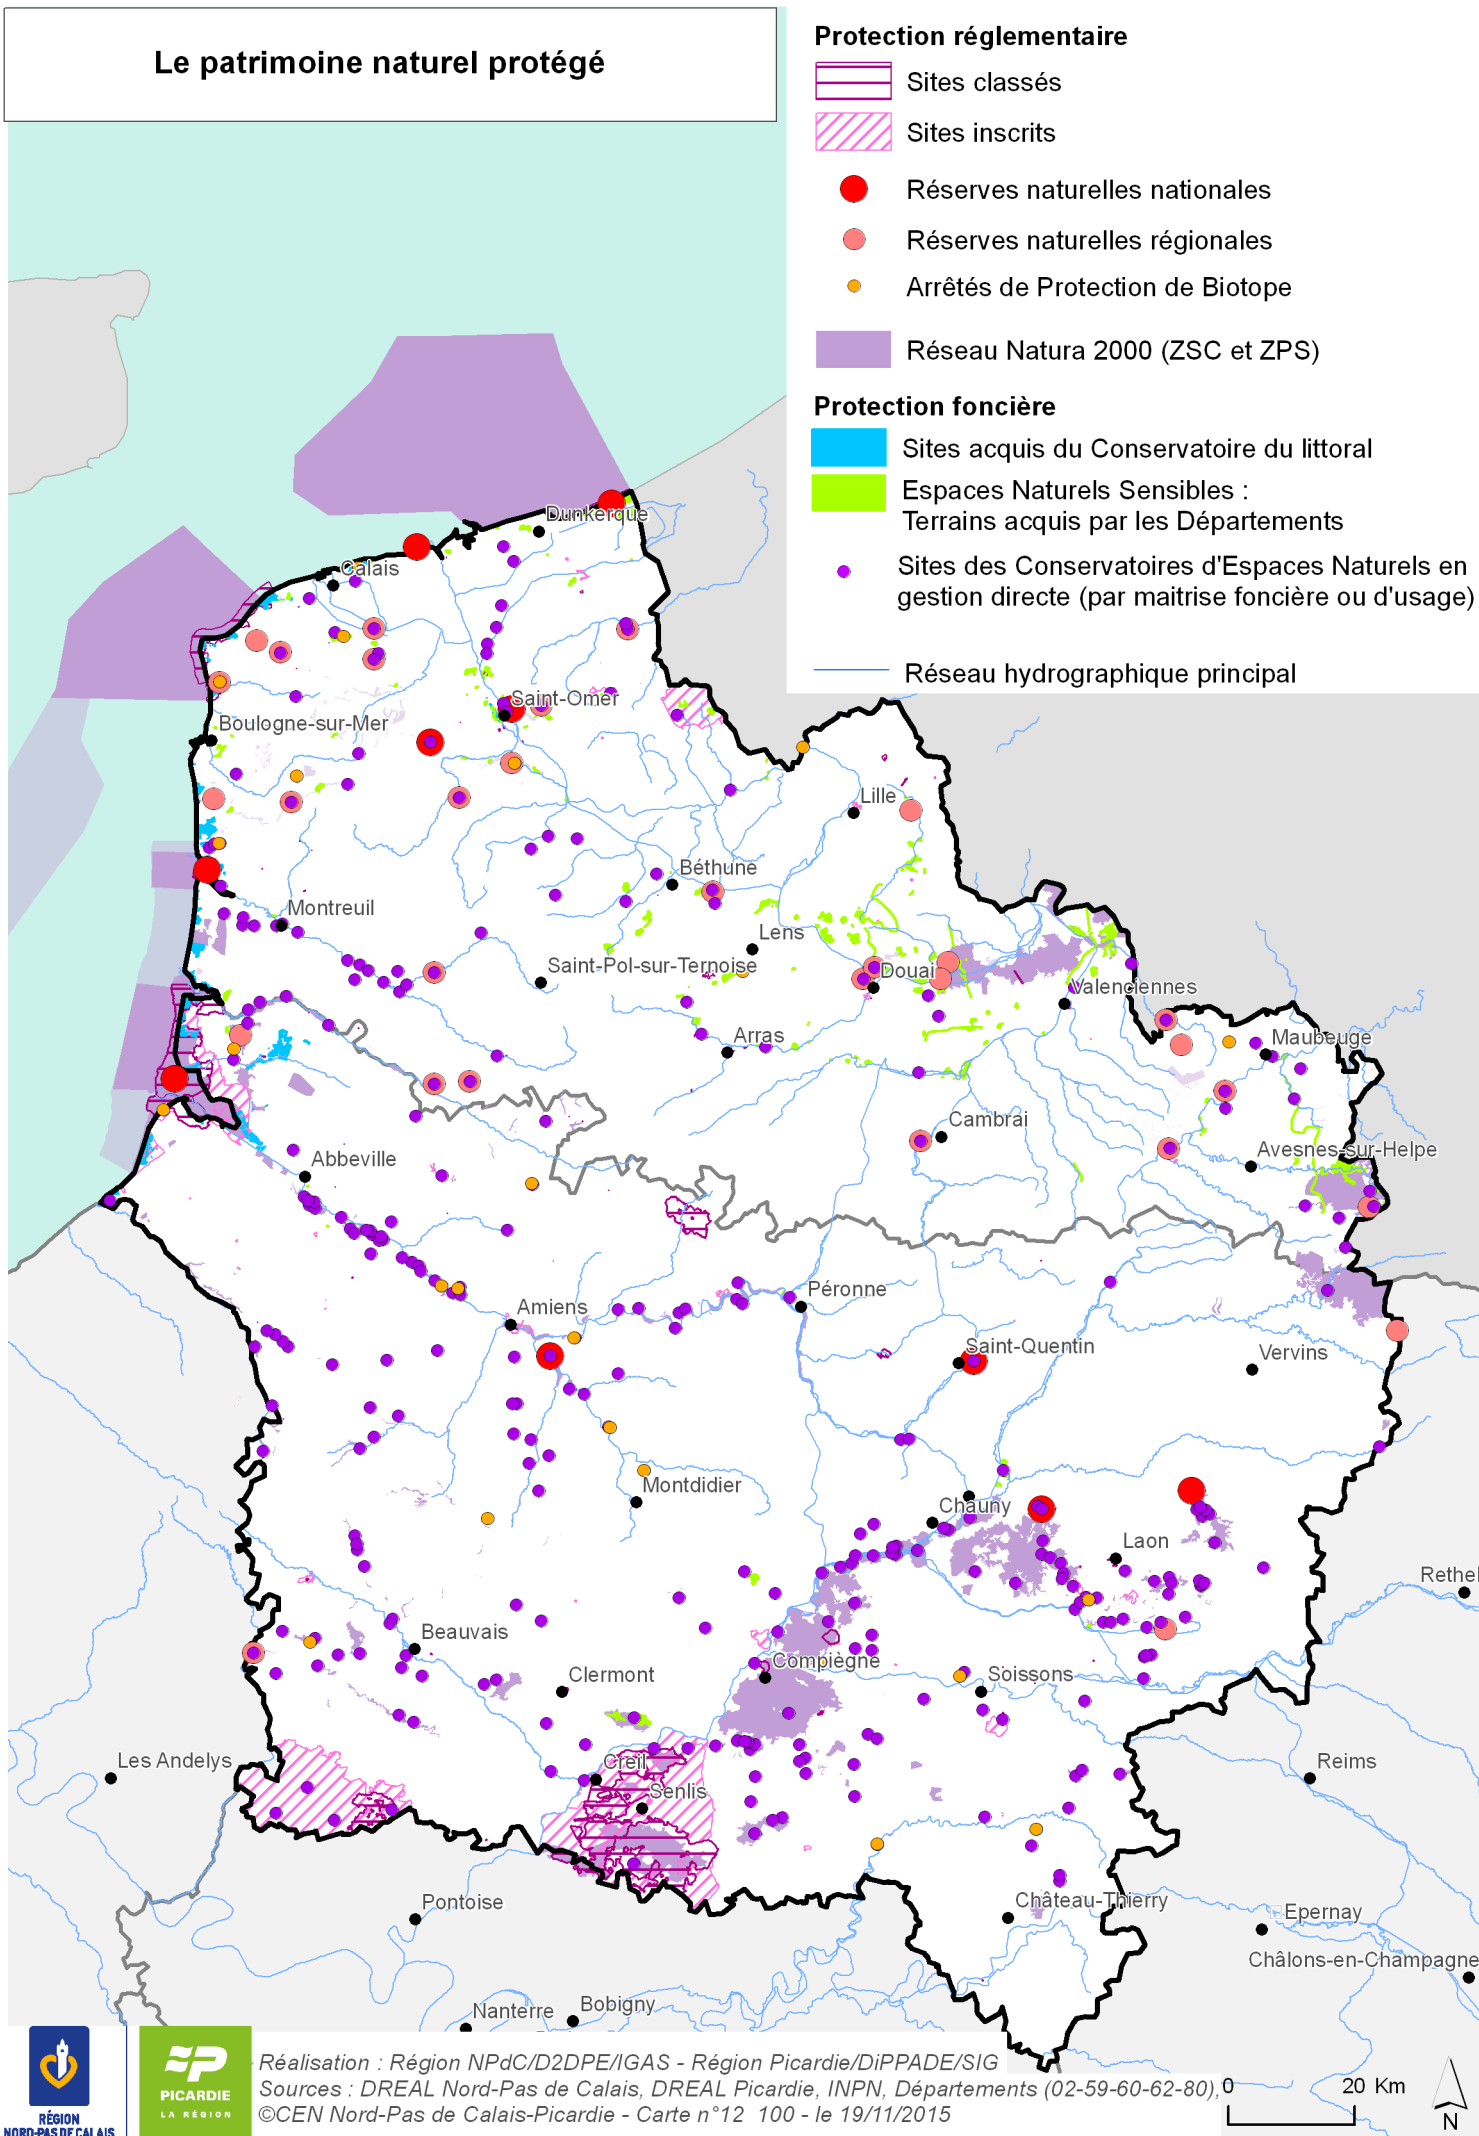 Le patrimoine naturel protégé
Protection réglementaire
Sites classés
Sites inscrits
Réserves naturelles nationales
Réserves naturelles régionales
Arrêtés de Protection de Biotope
Réseau Natura 2000 (ZSC et ZPS)
Protection foncière
Sites acquis du Conservatoire du littoral
Espaces Naturels Sensibles :
Terrains acquis par les Départements
Sites des Conservatoires d'Espaces Naturels en
gestion directe (par maitrise foncière ou d'usage)
Réseau hydrographique principal
Dunkerque
Calais
Saint-Omer
Boulogne-sur-Mer
Lille
Béthune
Montreuil
Lens
Saint-Pol-sur-Ternoise
Douai
Valenciennes
Arras
Maubeuge
Cambrai
Avesnes-sur-Helpe
Abbeville
Péronne
Amiens
Saint-Quentin
Vervins
Montdidier
Chauny
Laon
Rethel
Beauvais
Compiègne
Clermont
Soissons
Les Andelys
Creil
Reims
Senlis
Pontoise
Château-Thierry
Epernay
Châlons-en-Champagne
Nanterre
Bobigny
Réalisation : Région NPdC/D2DPE/IGAS - Région Picardie/DiPPADE/SIG
Sources : DREAL Nord-Pas de Calais, DREAL Picardie, INPN, Départements (02-59-60-62-80),
©CEN Nord-Pas de Calais-Picardie - Carte n°12 100 - le 19/11/2015
0 20 Km
N
PICARDIE
LA RÉGION
RÉGION
NORD-PAS DE CALAIS